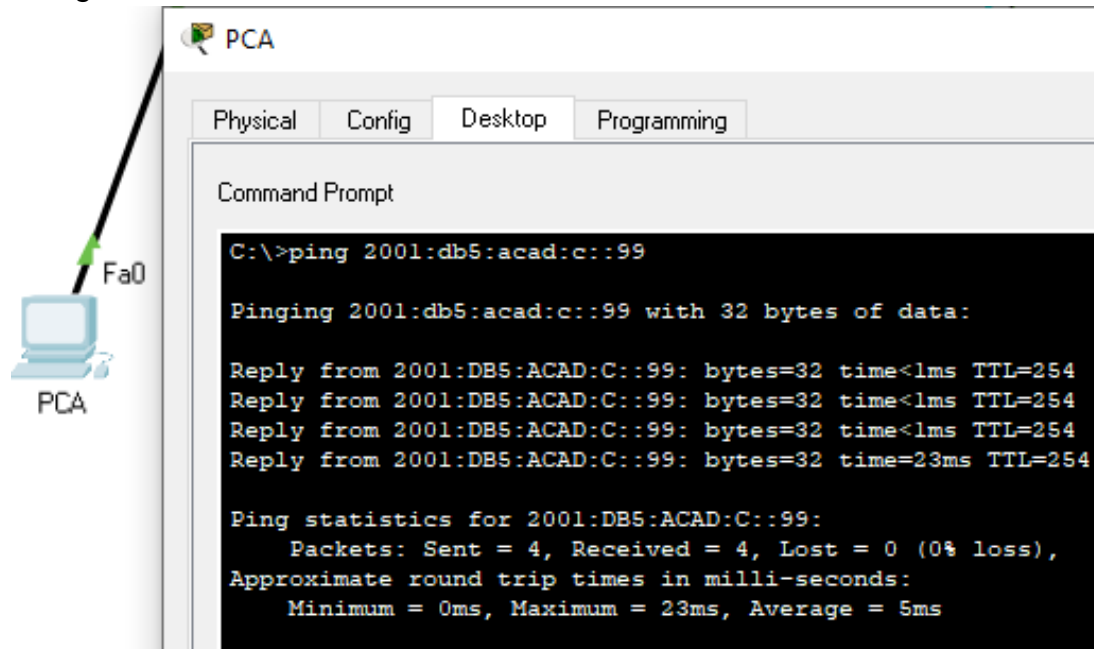 PCA
Physical Config Desktop Programming
Command Prompt
C:\>ping 2001:db5:acad:c::99
Pinging 2001:db5:acad:c::99 with 32 bytes of data:
Reply from 2001:DB5:ACAD:C::99: bytes=32 time<1ms TTL=254
Reply from 2001:DB5:ACAD:C::99: bytes=32 time<1ms TTL=254
Reply from 2001:DB5:ACAD:C::99: bytes=32 time<1ms TTL=254
Reply from 2001:DB5:ACAD:C::99: bytes=32 time=23ms TTL=254
Ping statistics for 2001:DB5:ACAD:C::99:
Packets: Sent = 4, Received = 4, Lost = 0 (0% loss),
Approximate round trip times in milli-seconds:
Minimum = 0ms, Maximum = 23ms, Average = 5ms
Fa0
PCA